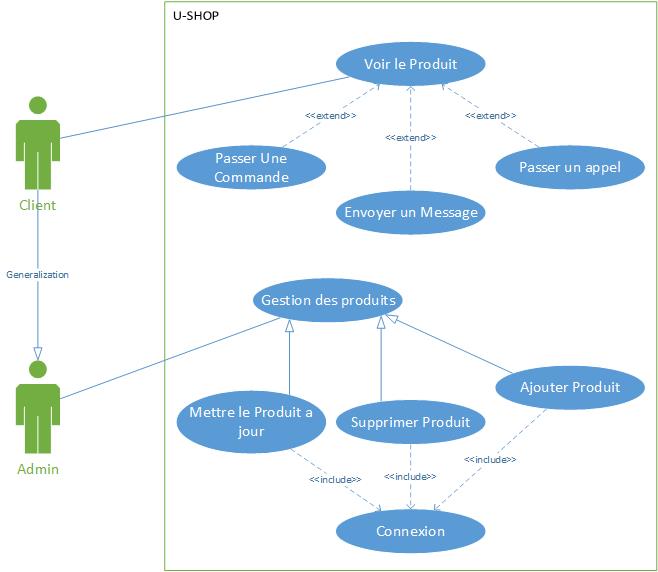 U-SHOP
Voir le Produit
<<extend>>
<<extend>>
<<extend>>
Passer Une
Commande
Envoyer un Message
Passer un appel
Client
Generalization
Gestion des produits
Admin
Mettre le Produit a
jour
Supprimer Produit
Ajouter Produit
<<include>>
<<include>>
<<include>>
Connexion